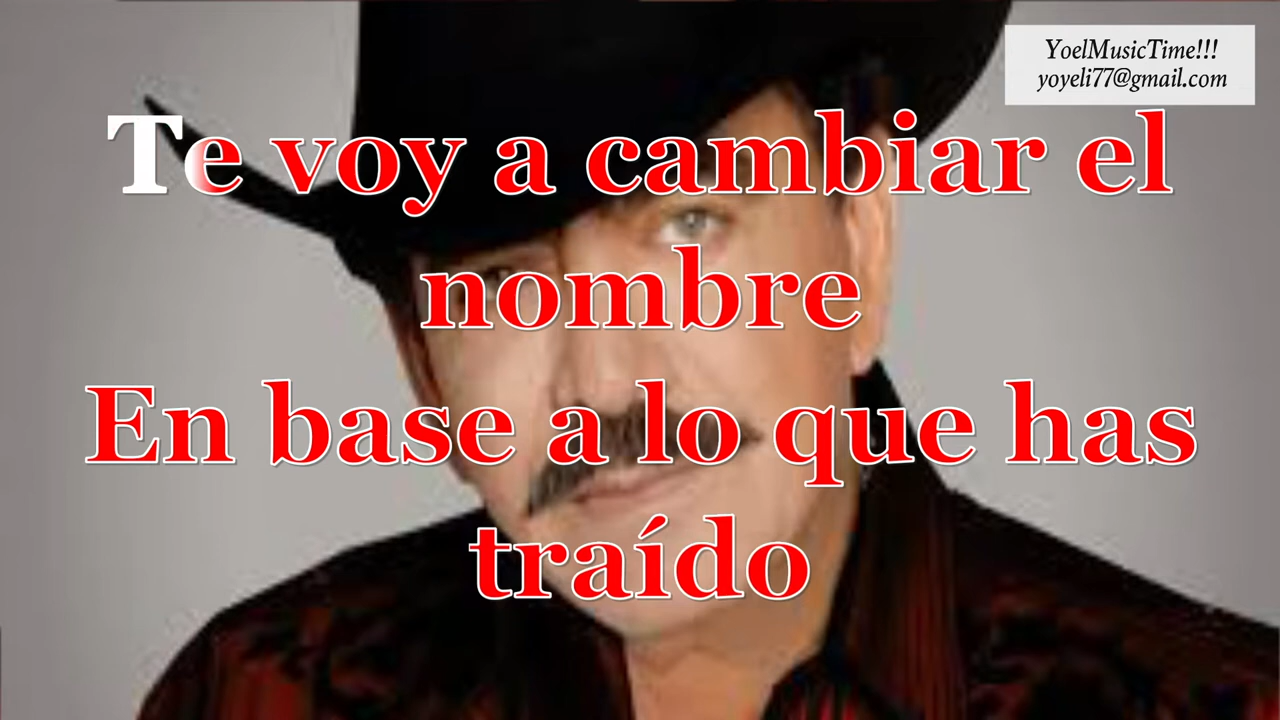 YoelMusicTime!!!
yoyeli77@gmail.com
Te voy a cambiar el
nombre
En base a lo que has
traído